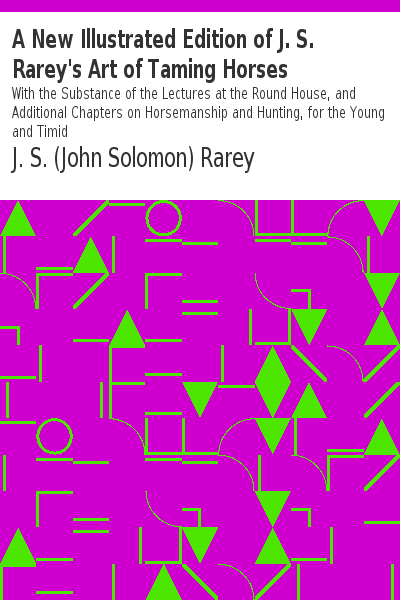 A New Illustrated Edition of J. S.
Rarey's Art of Taming Horses
With the Substance of the Lectures at the Round House, and
Additional Chapters on Horsemanship and Hunting, for the Young
and Timid
J. S. (John Solomon) Rarey